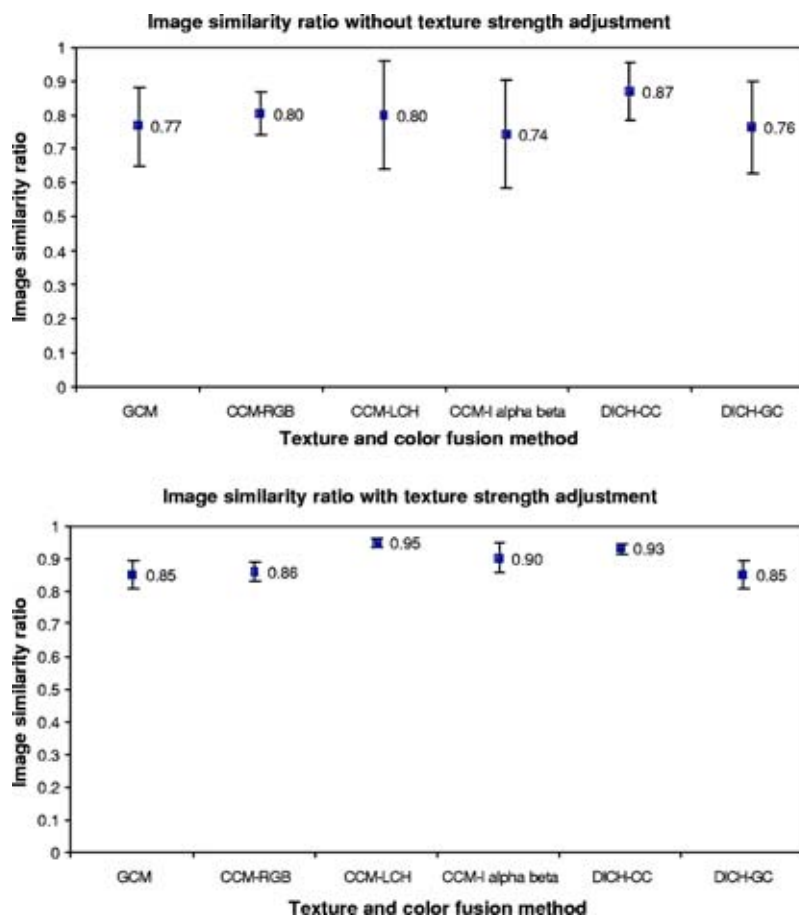 Image similarity ratio without texture strength adjustment
Image similarity ratio
1
0.9
0.8
0.7
0.6
0.5
0.4
0.3
0.2
0.1
0
0.77
0.80
0.80
0.74
0.87
0.76
GCM
CCM-RGB
CCM-LCH
CCM-l alpha beta
DICH-CC
DICH-GC
Texture and color fusion method
Image similarity ratio with texture strength adjustment
Image similarity ratio
1
0.9
0.8
0.7
0.6
0.5
0.4
0.3
0.2
0.1
0
0.85
0.86
0.95
0.90
0.93
0.85
GCM
CCM-RGB
CCM-LCH
CCM-l alpha beta
DICH-CC
DICH-GC
Texture and color fusion method